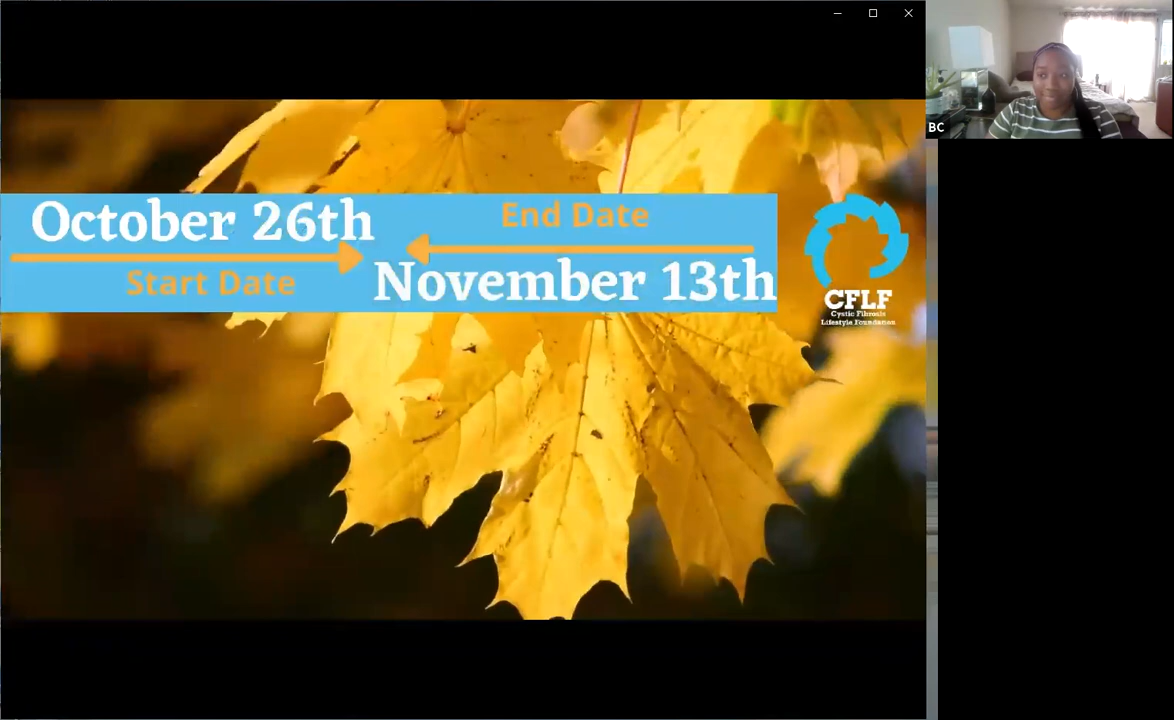 October 26th
Start Date
End Date
November 13th
CFLF
Cystic Fibrosis
Lifestyle Foundation
BC